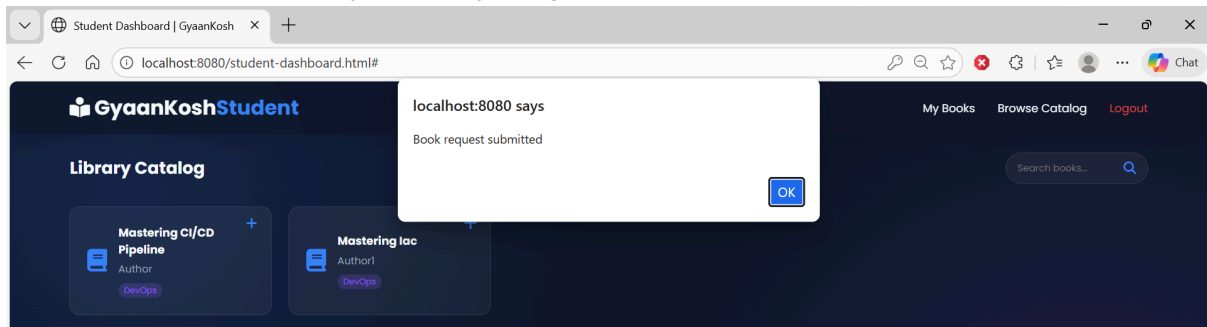 Student Dashboard | GyaanKosh
localhost:8080/student-dashboard.html#
Chat
GyaanKoshStudent
My Books Browse Catalog Logout
localhost:8080 says
Book request submitted
OK
Library Catalog
Search books...
Mastering CI/CD
Pipeline
Author
DevOps
Mastering Iac
Author1
DevOps